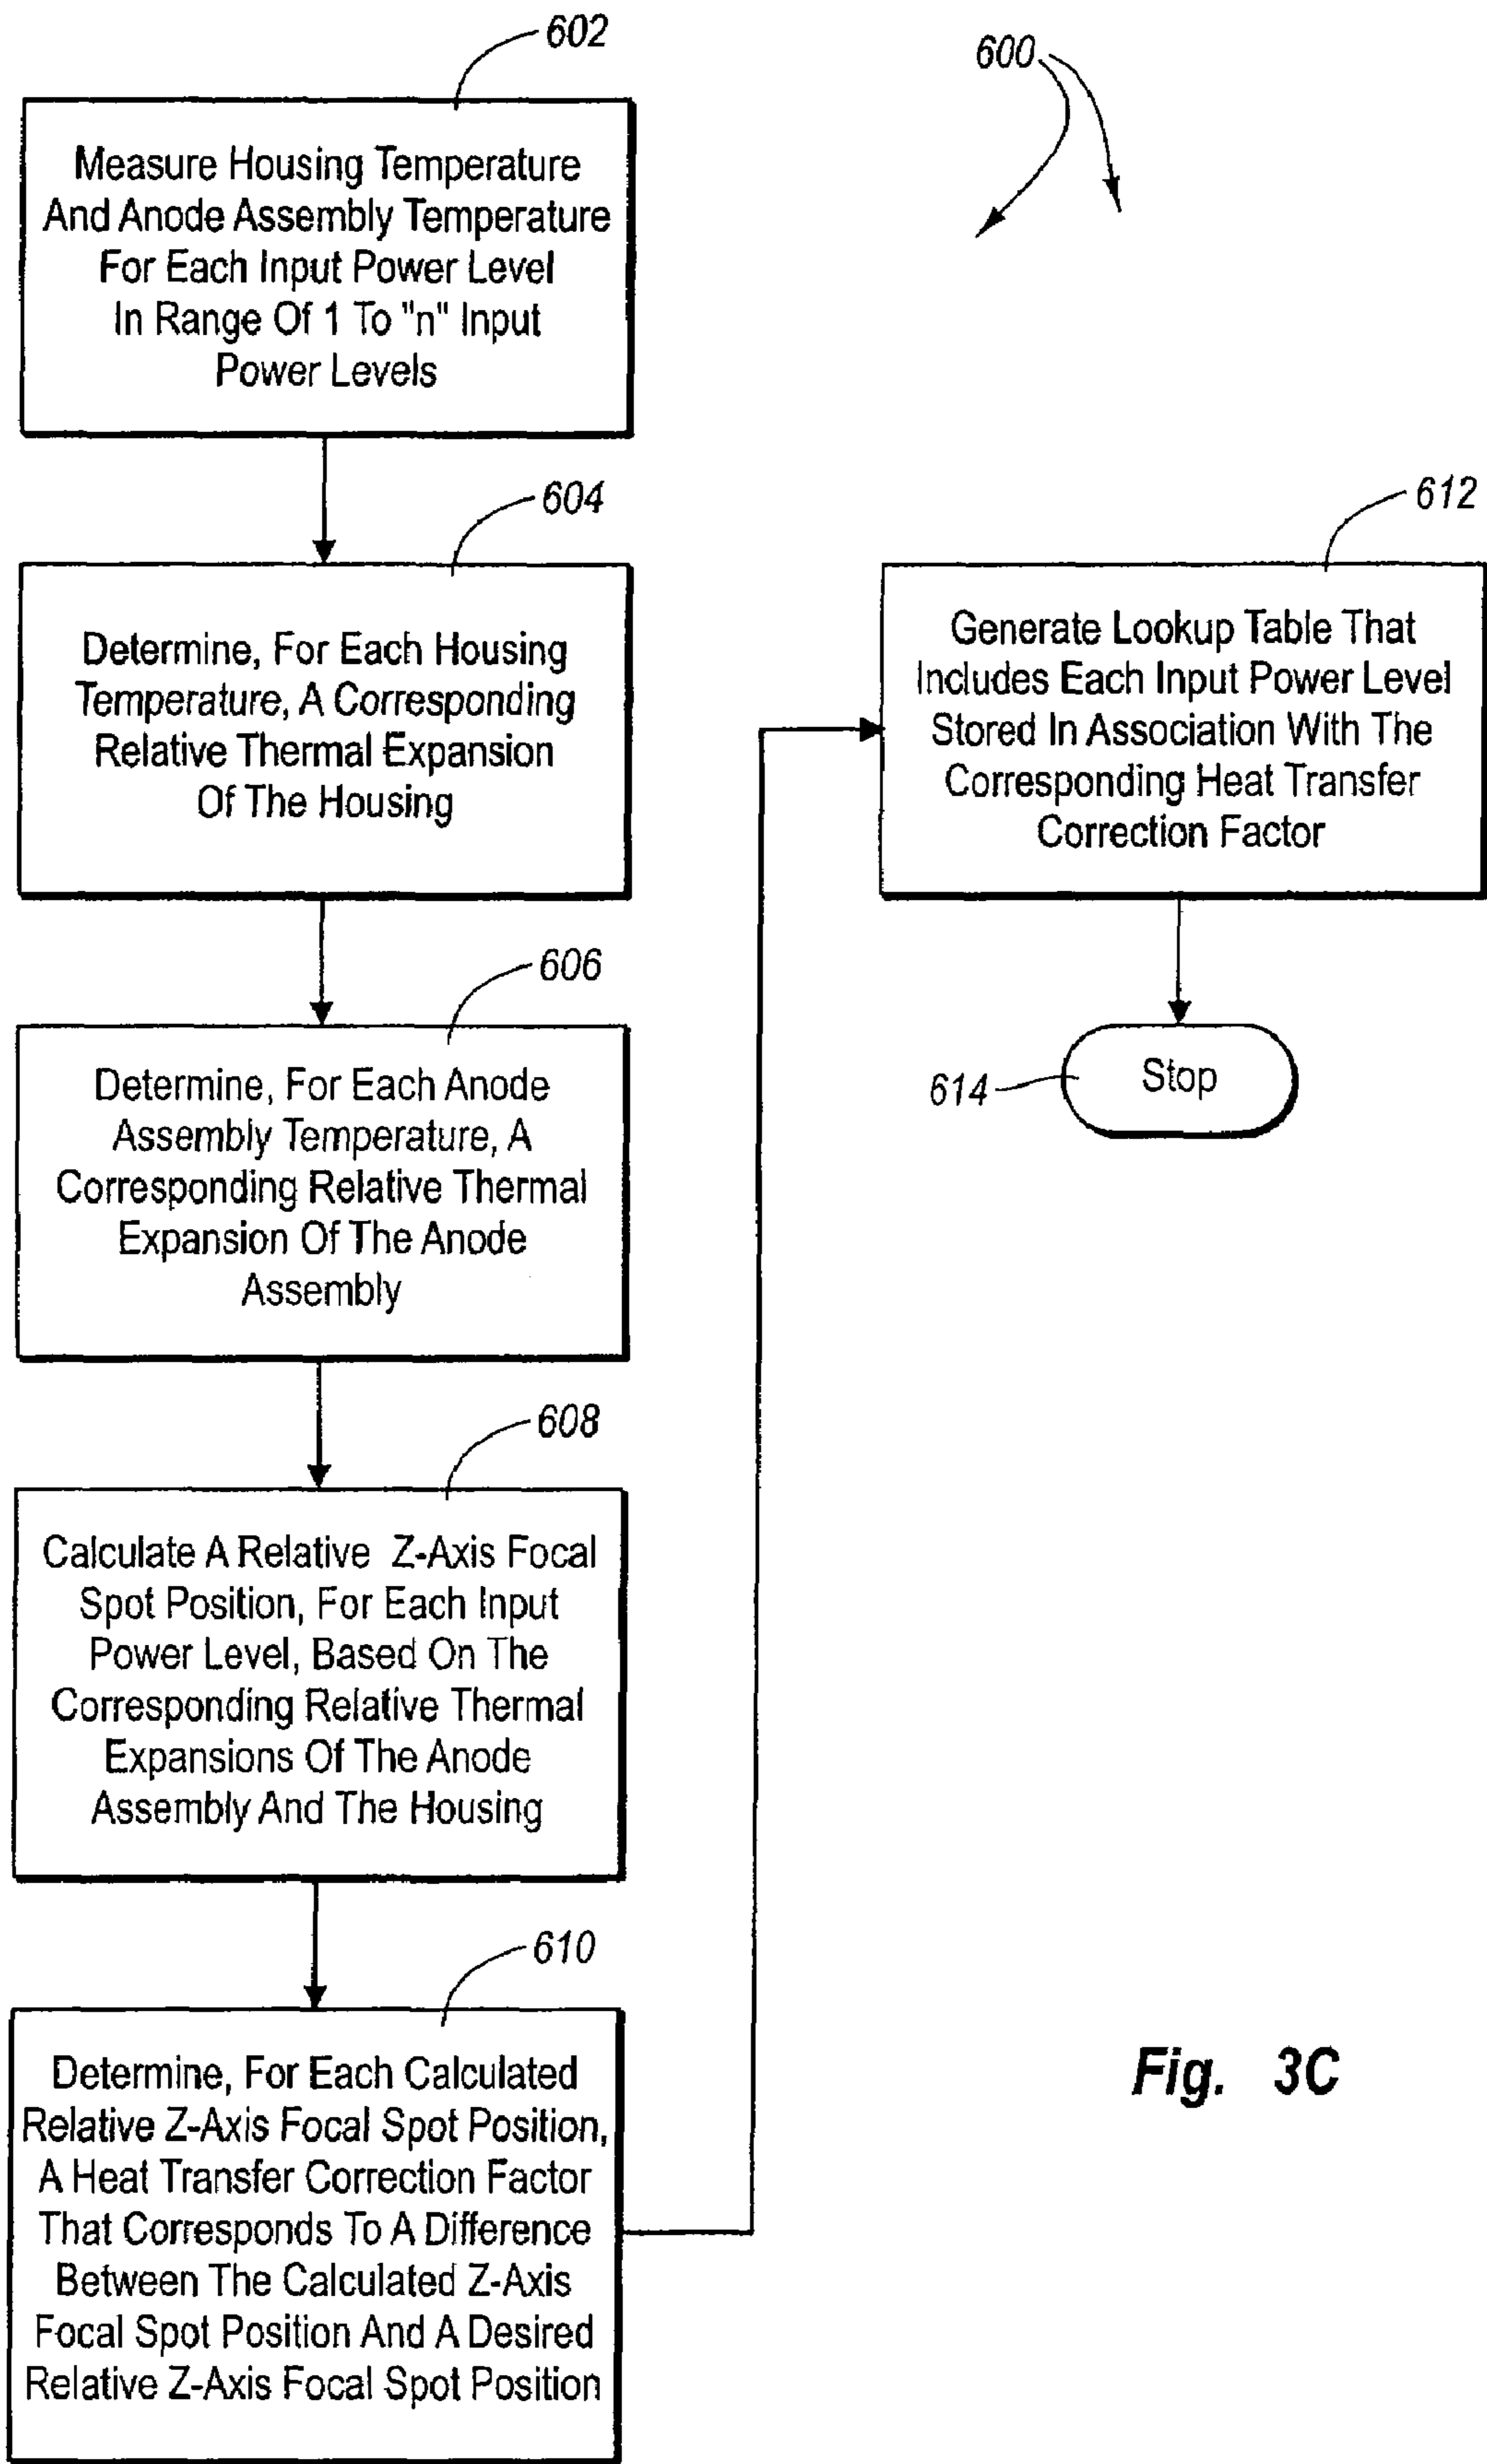 602
Measure Housing Temperature
And Anode Assembly Temperature
For Each Input Power Level
In Range Of 1 To "n" Input
Power Levels
604
Determine, For Each Housing
Temperature, A Corresponding
Relative Thermal Expansion
Of The Housing
606
Determine, For Each Anode
Assembly Temperature, A
Corresponding Relative Thermal
Expansion Of The Anode
Assembly
608
Calculate A Relative Z-Axis Focal
Spot Position, For Each Input
Power Level, Based On The
Corresponding Relative Thermal
Expansions Of The Anode
Assembly And The Housing
610
Determine, For Each Calculated
Relative Z-Axis Focal Spot Position,
A Heat Transfer Correction Factor
That Corresponds To A Difference
Between The Calculated Z-Axis
Focal Spot Position And A Desired
Relative Z-Axis Focal Spot Position
600
612
Generate Lookup Table That
Includes Each Input Power Level
Stored In Association With The
Corresponding Heat Transfer
Correction Factor
614
Stop
Fig. 3C